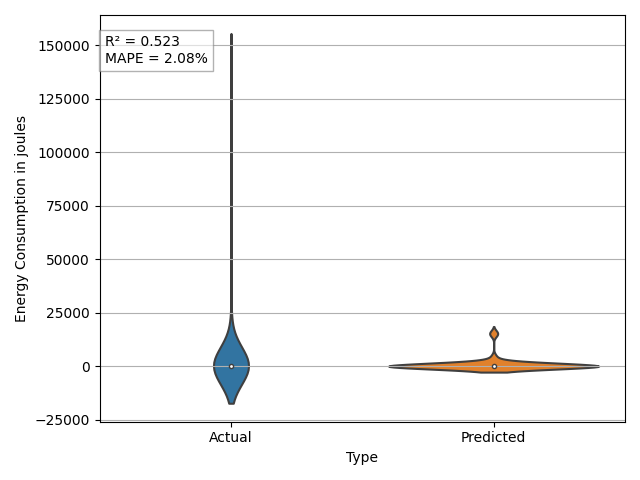 R² = 0.523
MAPE = 2.08%
150000
125000
100000
75000
50000
25000
0
−25000
Energy Consumption in joules
Actual
Predicted
Type